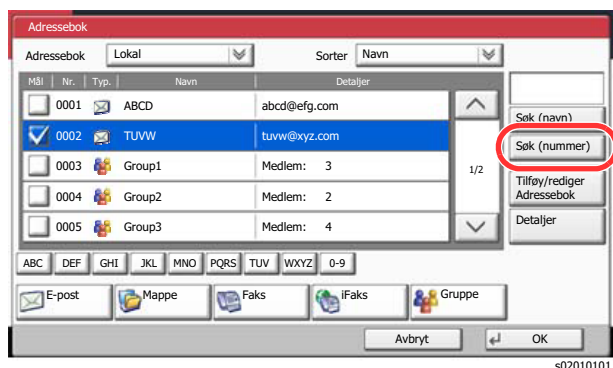 Adressebok
Adressebok Lokal Sorter Navn
Mål Nr. Typ. Navn Detaljer
0001 ABCD abcd@efg.com
Søk (navn)
0002 TUVW tuvw@xyz.com
Søk (nummer)
0003 Group1 Medlem: 3
1/2
Tilføy/rediger
Adressebok
0004 Group2 Medlem: 2
Detaljer
0005 Group3 Medlem: 4
ABC DEF GHI JKL MNO PQRS TUV WXYZ 0-9
E-post Mappe Faks iFaks Gruppe
Avbryt OK
s02010101